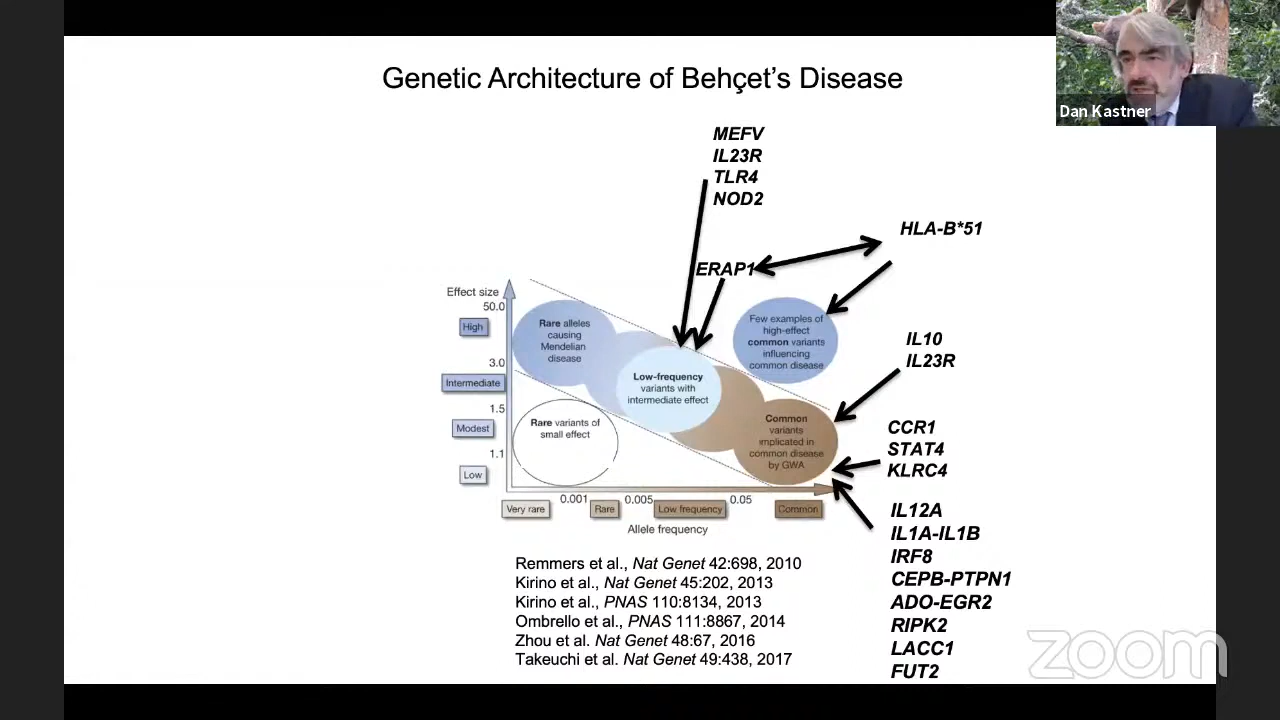 Genetic Architecture of Behçet's Disease
Dan Kastner
MEFV
IL23R
TLR4
NOD2
HLA-B*51
ERAP1
Effect size
50.0
High
3.0
Intermediate
1.5
Modest
1.1
Low
Rare alleles
causing
Mendelian
disease
Few examples of
high-effect
common variants
influencing
common disease
Low-frequency
variants with
intermediate effect
Rare variants of
small effect
Common
variants
implicated in
common disease
by GWA
IL10
IL23R
CCR1
STAT4
KLRC4
0.001
0.005
0.05
Very rare
Rare
Low frequency
Common
Allele frequency
IL12A
IL1A-IL1B
IRF8
CEPB-PTPN1
ADO-EGR2
RIPK2
LACC1
FUT2
Remmers et al., Nat Genet 42:698, 2010
Kirino et al., Nat Genet 45:202, 2013
Kirino et al., PNAS 110:8134, 2013
Ombrello et al., PNAS 111:8867, 2014
Zhou et al. Nat Genet 48:67, 2016
Takeuchi et al. Nat Genet 49:438, 2017
zoom